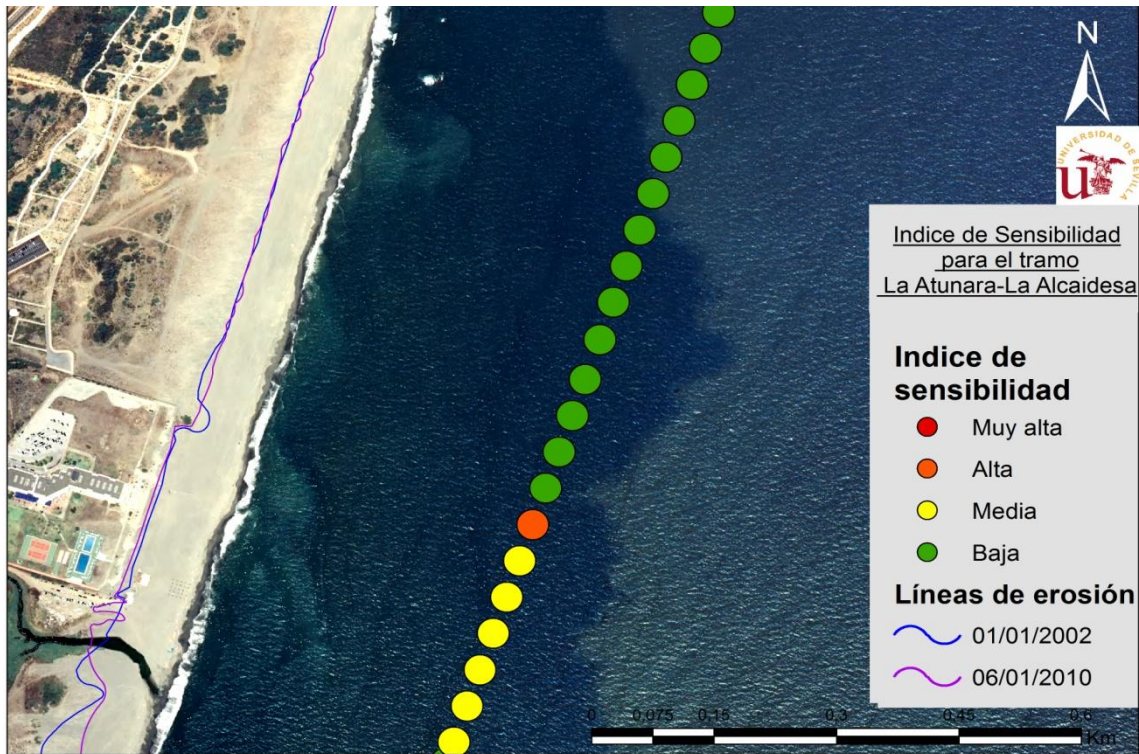 N
UNIVERSIDAD DE SEVILLA
Indice de Sensibilidad
para el tramo
La Atunara-La Alcaidesa
Indice de
sensibilidad
Muy alta
Alta
Media
Baja
Líneas de erosión
01/01/2002
06/01/2010
0 0,075 0,15 0,3 0,45 0,6
Km